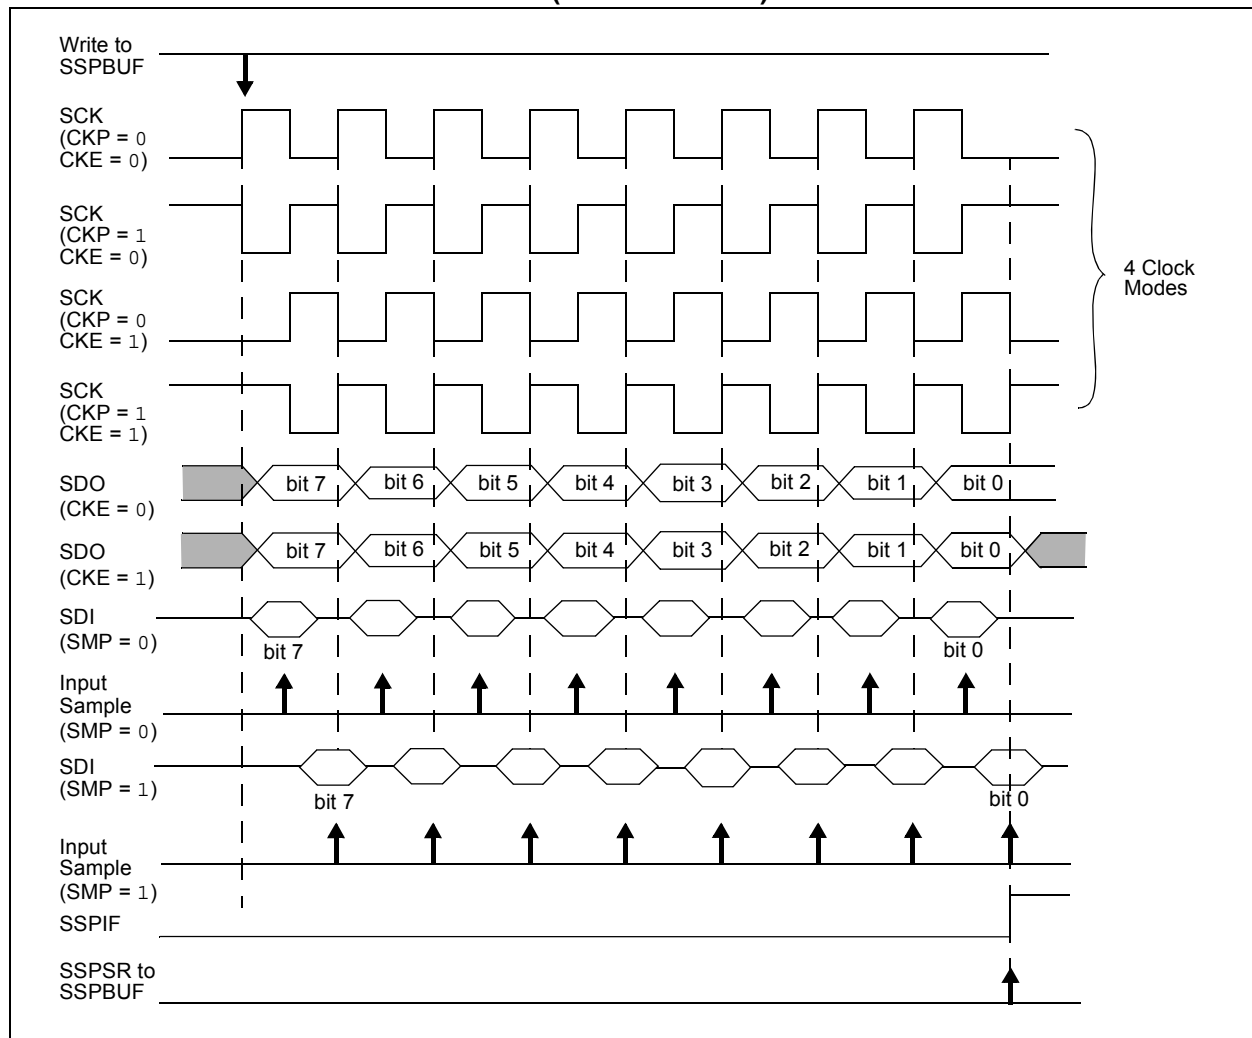 Write to
SSPBUF
SCK
(CKP = 0
CKE = 0)
SCK
(CKP = 1
CKE = 0)
SCK
(CKP = 0
CKE = 1)
SCK
(CKP = 1
CKE = 1)
4 Clock
Modes
SDO
(CKE = 0)
bit 7 bit 6 bit 5 bit 4 bit 3 bit 2 bit 1 bit 0
SDO
(CKE = 1)
bit 7 bit 6 bit 5 bit 4 bit 3 bit 2 bit 1 bit 0
SDI
(SMP = 0)
bit 7 bit 0
Input
Sample
(SMP = 0)
SDI
(SMP = 1)
bit 7 bit 0
Input
Sample
(SMP = 1)
SSPIF
SSPSR to
SSPBUF